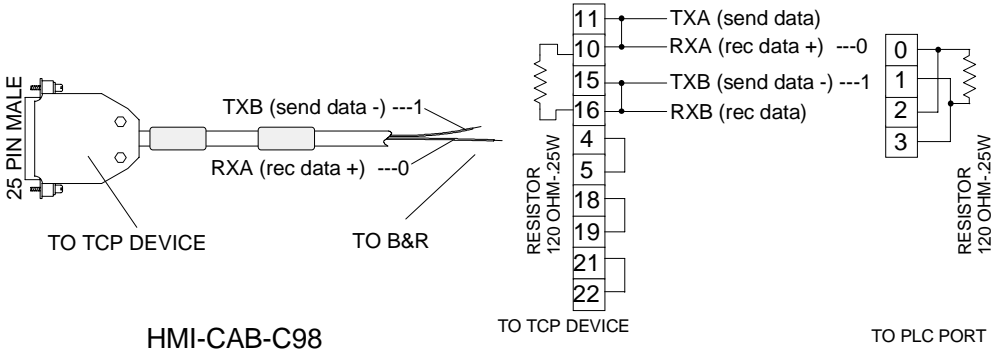 25 PIN MALE
TXB (send data -) ---1
RXA (rec data +) ---0
TO TCP DEVICE
TO B&R
HMI-CAB-C98
RESISTOR
120 OHM-.25W
11
10
15
16
4
5
18
19
21
22
TXA (send data)
RXA (rec data +) ---0
TXB (send data -) ---1
RXB (rec data)
TO TCP DEVICE
0
1
2
3
RESISTOR
120 OHM-.25W
TO PLC PORT